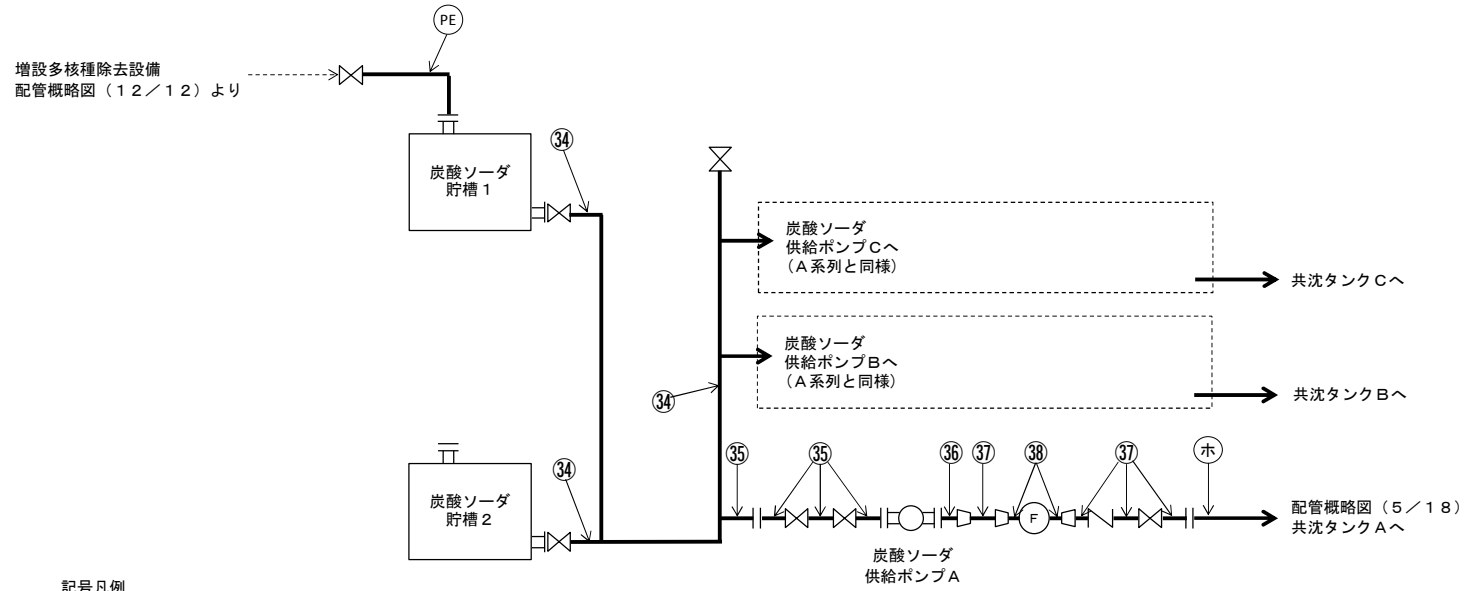 PE
増設多核種除去設備
配管概略図（１２／１２）より
㉞
炭酸ソーダ
貯槽１
炭酸ソーダ
供給ポンプＣへ
（Ａ系列と同様）
共沈タンクＣへ
炭酸ソーダ
供給ポンプＢへ
（Ａ系列と同様）
共沈タンクＢへ
㉞
㉞
㉟
㉟
㊱
㊲
㊳
㊲
ホ
炭酸ソーダ
貯槽２
F
配管概略図（５／１８）
共沈タンクＡへ
炭酸ソーダ
供給ポンプＡ
記号凡例